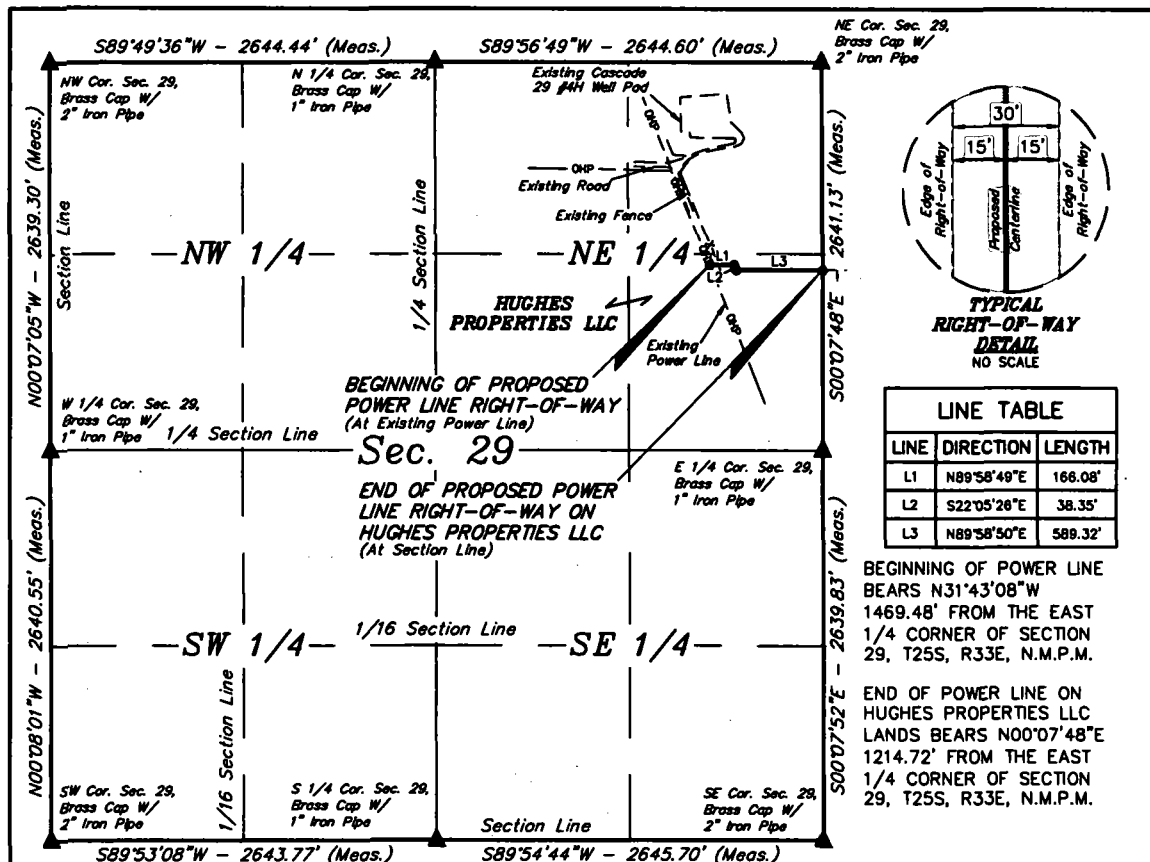 S89°49'36"W - 2644.44' (Meas.)
S89°56'49"W - 2644.60' (Meas.)
NE Cor. Sec. 29,
Brass Cap W/
2" Iron Pipe
NW Cor. Sec. 29,
Brass Cap W/
2" Iron Pipe
N 1/4 Cor. Sec. 29,
Brass Cap W/
1" Iron Pipe
Existing Cascade
29 #4H Well Pad
OHP
OHP
Existing Road
OHP
Existing Fence
OHP
N00°07'05"W - 2639.30' (Meas.)
Section Line
1/4 Section Line
S00°07'48"E - 2641.13' (Meas.)
NW 1/4
NE 1/4
L1
L2
L3
HUGHES
PROPERTIES LLC
OHP
Existing
Power Line
BEGINNING OF PROPOSED
POWER LINE RIGHT-OF-WAY
(At Existing Power Line)
W 1/4 Cor. Sec. 29,
Brass Cap W/
1" Iron Pipe
1/4 Section Line
Sec. 29
E 1/4 Cor. Sec. 29,
Brass Cap W/
1" Iron Pipe
END OF PROPOSED POWER
LINE RIGHT-OF-WAY ON
HUGHES PROPERTIES LLC
(At Section Line)
N00°08'01"W - 2640.55' (Meas.)
S00°07'52"E - 2639.83' (Meas.)
SW 1/4
1/16 Section Line
SE 1/4
1/16 Section Line
SW Cor. Sec. 29,
Brass Cap W/
2" Iron Pipe
S 1/4 Cor. Sec. 29,
Brass Cap W/
1" Iron Pipe
Section Line
SE Cor. Sec. 29,
Brass Cap W/
2" Iron Pipe
S89°53'08"W - 2643.77' (Meas.)
S89°54'44"W - 2645.70' (Meas.)
30'
15' 15'
Edge of
Right-of-Way
Proposed
Centerline
Edge of
Right-of-Way
TYPICAL
RIGHT-OF-WAY
DETAIL
NO SCALE
LINE TABLE
LINE DIRECTION LENGTH
L1 N89°58'49"E 166.08'
L2 S22°05'26"E 38.35'
L3 N89°58'50"E 589.32'
BEGINNING OF POWER LINE
BEARS N31°43'08"W
1469.48' FROM THE EAST
1/4 CORNER OF SECTION
29, T25S, R33E, N.M.P.M.
END OF POWER LINE ON
HUGHES PROPERTIES LLC
LANDS BEARS N00°07'48"E
1214.72' FROM THE EAST
1/4 CORNER OF SECTION
29, T25S, R33E, N.M.P.M.